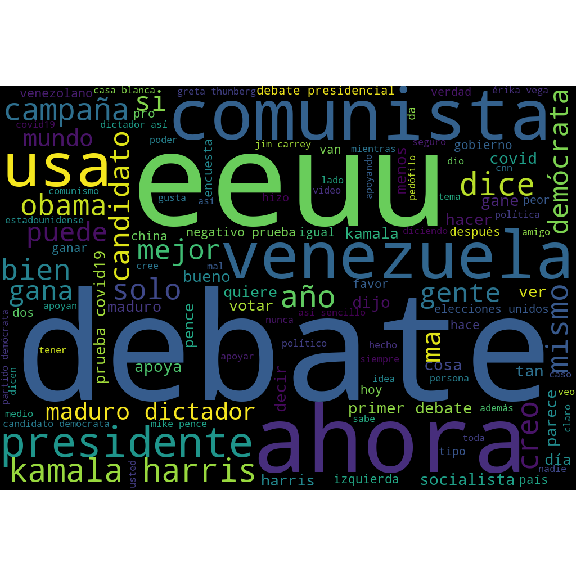 venezolano
casa blanca
greta thunberg
debate presidencial
verdad
érika vega
campaña
si
pro
comunista
da
covid19
dictador así
poder
jim carrey
mientras
seguro
gobierno
mundo
usa
eeuu
candidato
encuesta
van
menos
covid
demócrata
comunismo
gusta
lado
apoyando
pedófilo
dio
cnn
dice
estadounidense
así
video
tema
gane
peor
obama
hizo
diciendo
política
puede
negativo prueba
igual
kamala
hacer
después
amigo
ganar
mejor
china
venezuela
bien
cree
mal
bueno
favor
ver
gana
solo
quiere
año
gente
mismo
dos
maduro
prueba covid19
pence
votar
dijo
elecciones unidos
apoyan
nunca
así sencillo
ma
hace
partido demócrata
tener
debate
apoyar
político
hecho
siempre
cosa
tan
dicen
apoya
idea
persona
caso
decir
hoy
veo
maduro dictador
primer debate
además
creo
medio
claro
candidato demócrata
mike pence
sabe
parece
presidente
ahora
toda
día
nadie
kamala harris
usted
harris
izquierda
tipo
socialista
país